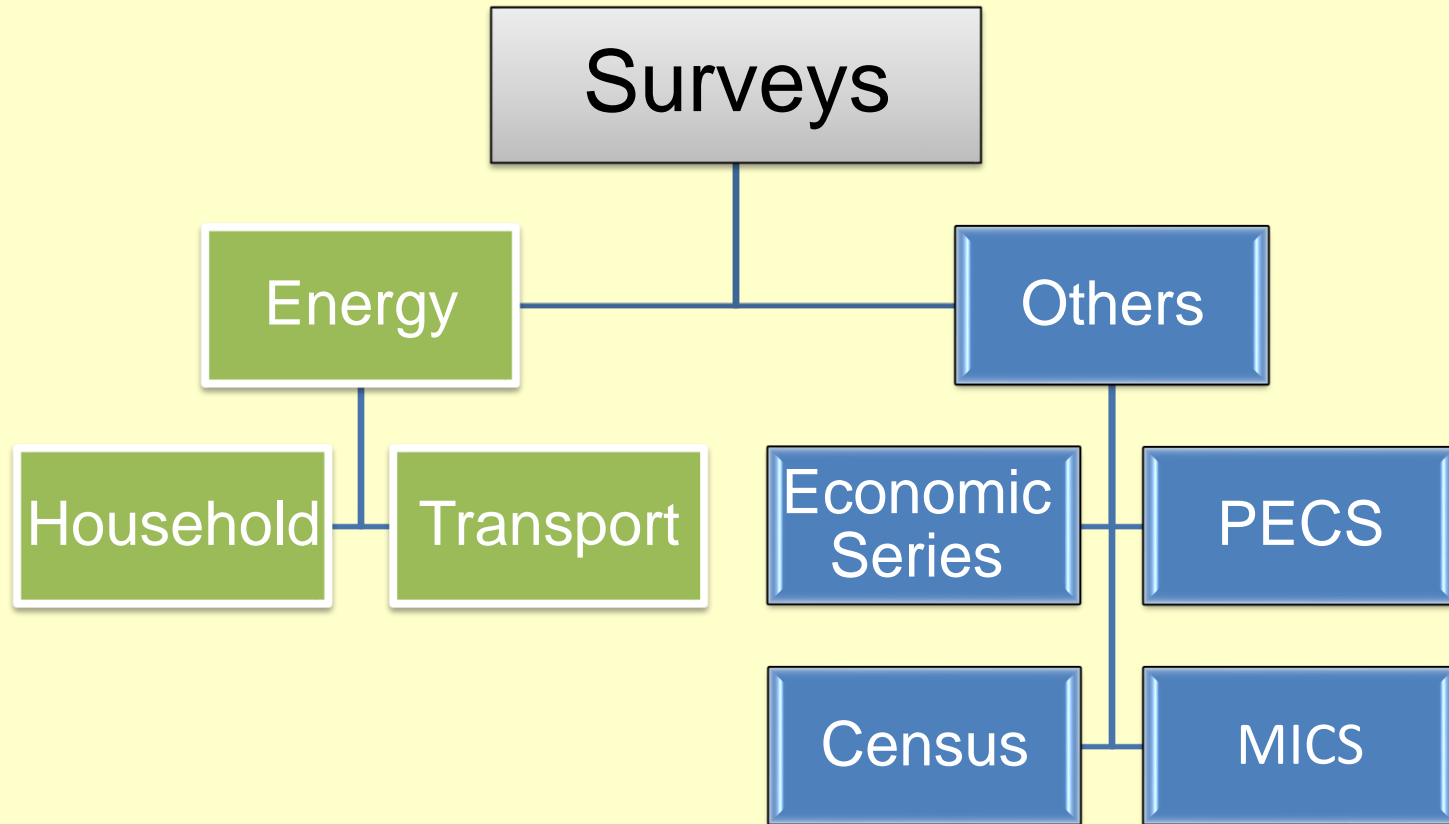 Surveys
Energy
Others
Household
Transport
Economic
Series
PECS
Census
MICS